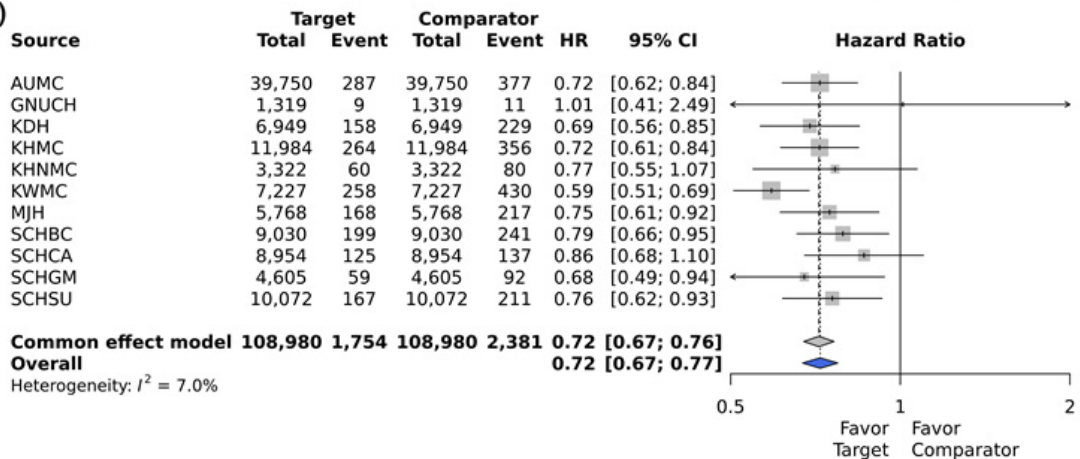 )
Target Comparator
Source Total Event Total Event HR 95% CI Hazard Ratio
AUMC 39,750 287 39,750 377 0.72 [0.62; 0.84]
GNUCH 1,319 9 1,319 11 1.01 [0.41; 2.49]
KDH 6,949 158 6,949 229 0.69 [0.56; 0.85]
KHMC 11,984 264 11,984 356 0.72 [0.61; 0.84]
KHNMC 3,322 60 3,322 80 0.77 [0.55; 1.07]
KWMC 7,227 258 7,227 430 0.59 [0.51; 0.69]
MJH 5,768 168 5,768 217 0.75 [0.61; 0.92]
SCHBC 9,030 199 9,030 241 0.79 [0.66; 0.95]
SCHCA 8,954 125 8,954 137 0.86 [0.68; 1.10]
SCHGM 4,605 59 4,605 92 0.68 [0.49; 0.94]
SCHSU 10,072 167 10,072 211 0.76 [0.62; 0.93]
Common effect model 108,980 1,754 108,980 2,381 0.72 [0.67; 0.76]
Overall 0.72 [0.67; 0.77]
Heterogeneity: I² = 7.0%
0.5 1 2
Favor Favor
Target Comparator